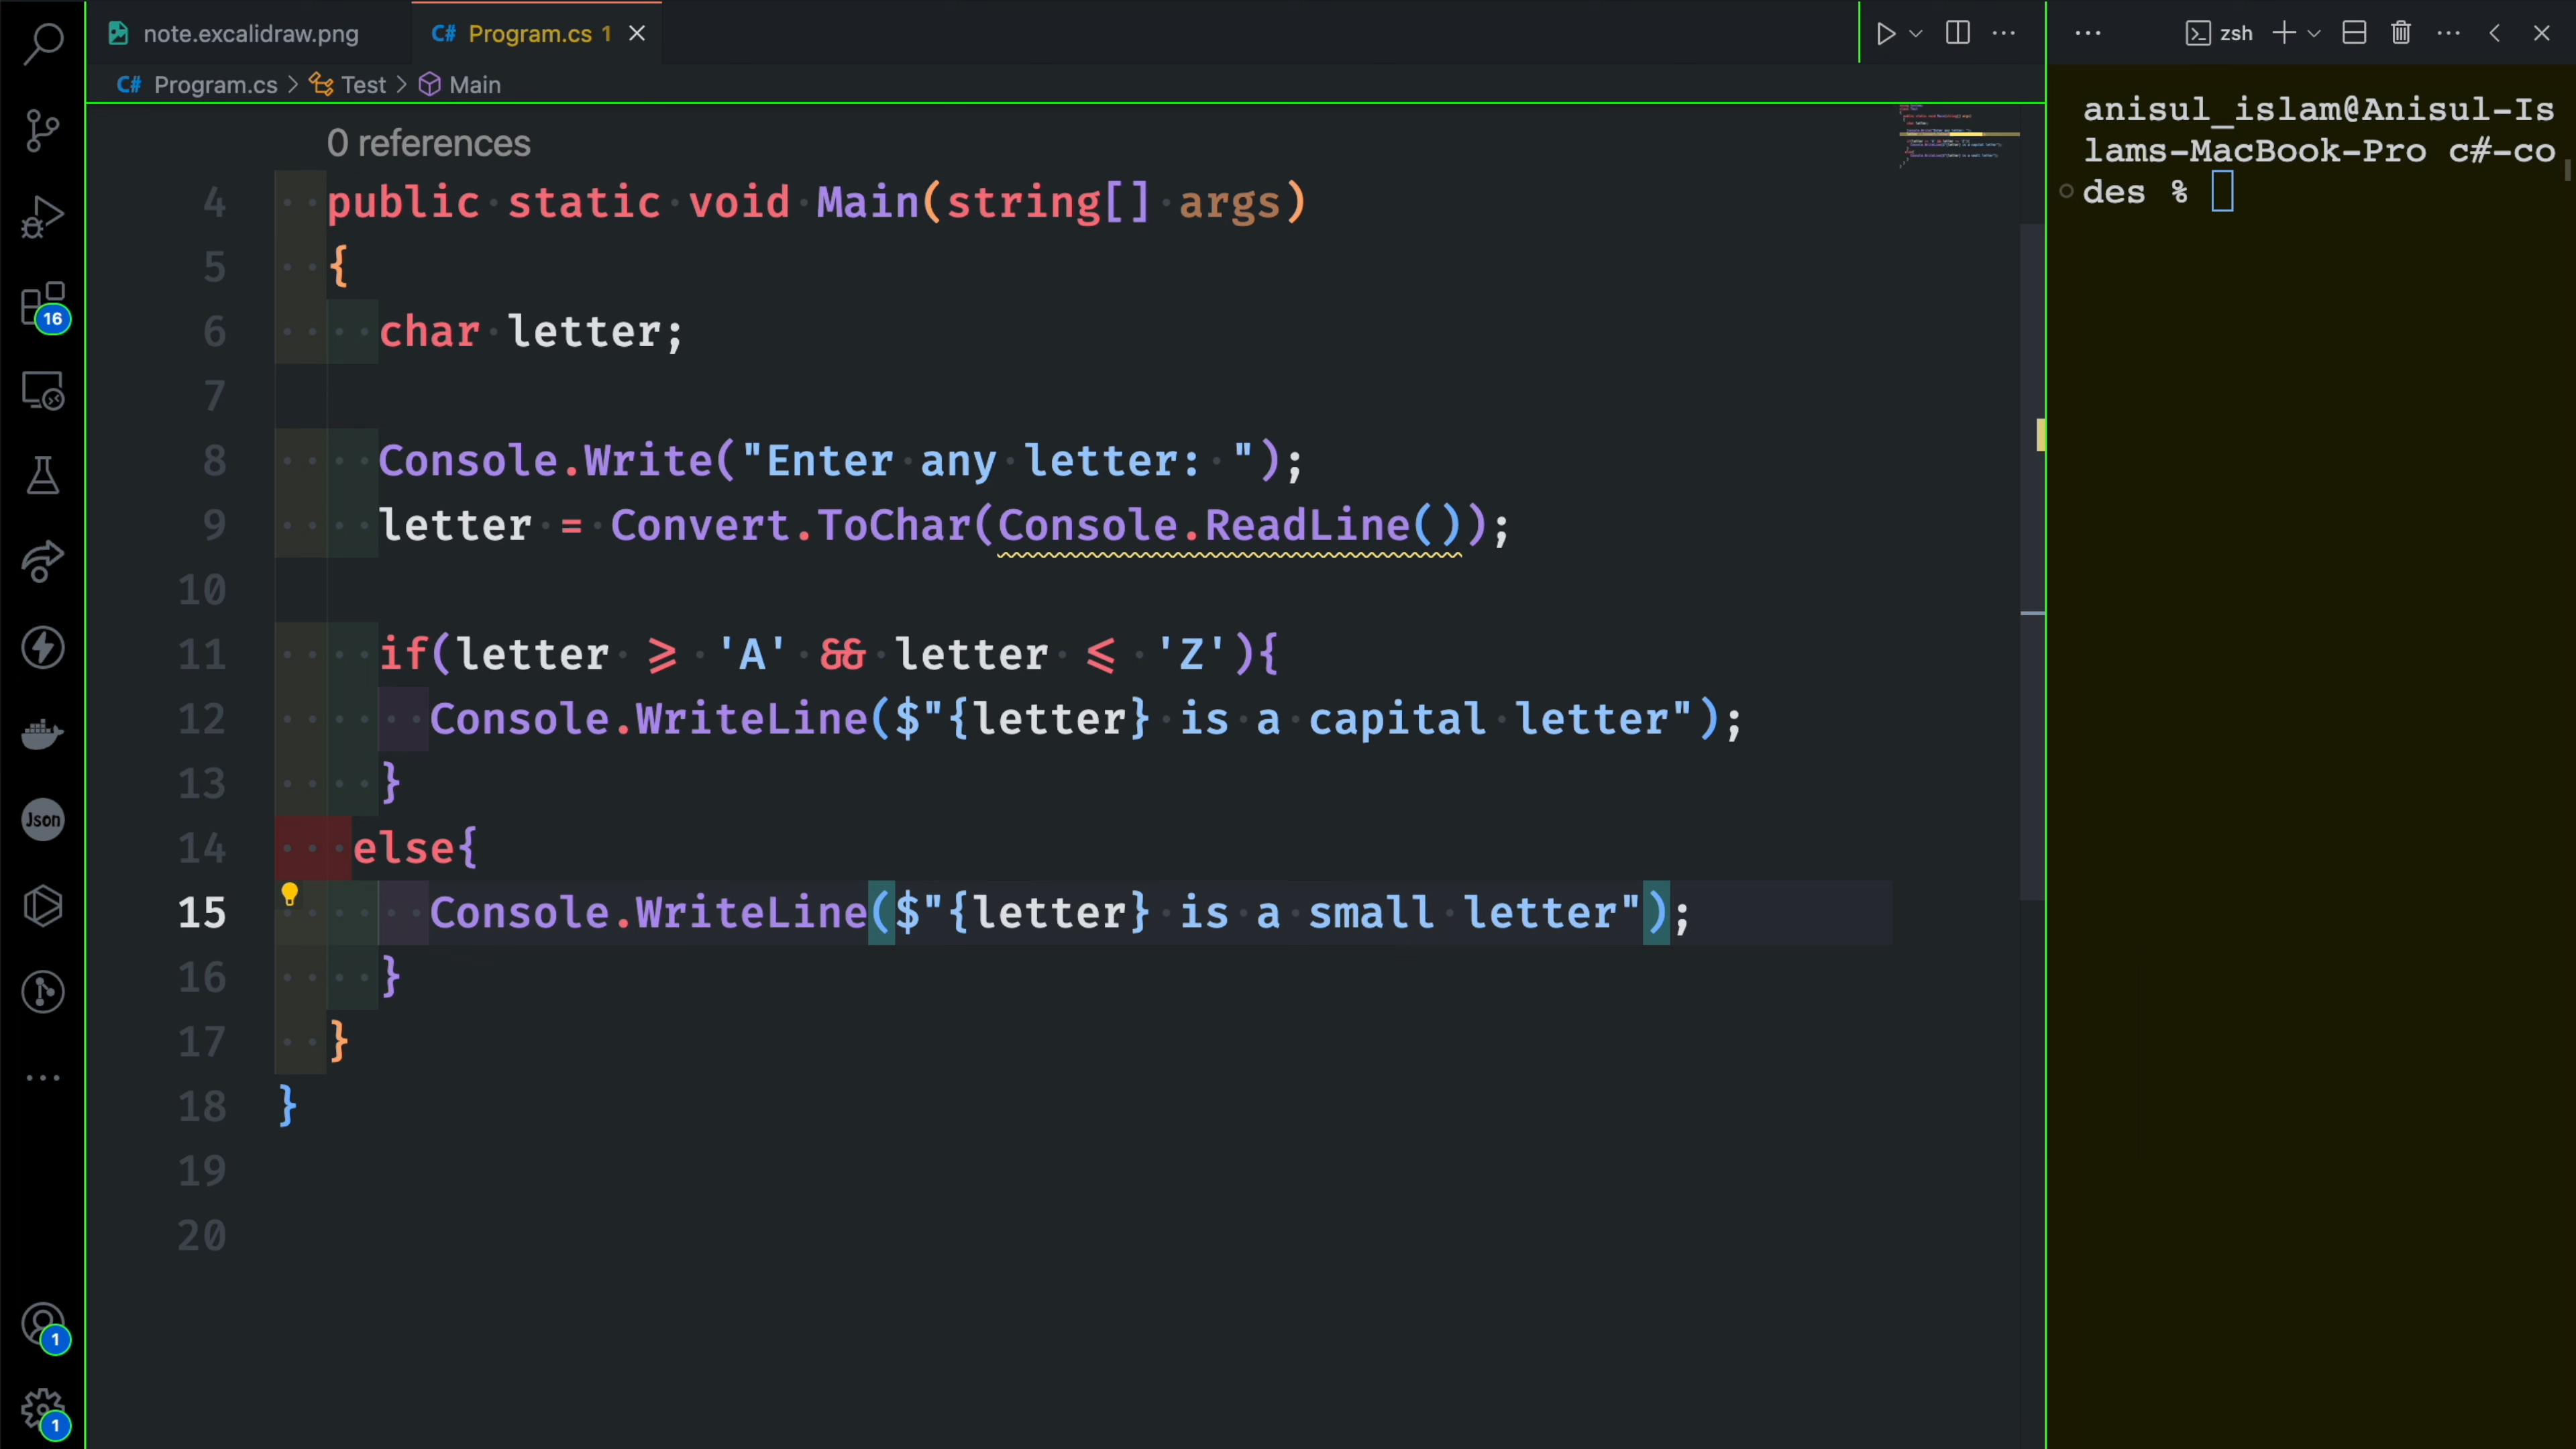 note.excalidraw.png
C# Program.cs 1
zsh
C# Program.cs > Test > Main
0 references
4 public static void Main(string[] args)
5 {
6 char letter;
7
8 Console.Write("Enter any letter: ");
9 letter = Convert.ToChar(Console.ReadLine());
10
11 if(letter >= 'A' && letter <= 'Z'){
12 Console.WriteLine($"{letter} is a capital letter");
13 }
14 else{
15 Console.WriteLine($"{letter} is a small letter");
16 }
17 }
18 }
19
20
anisul_islam@Anisul-Is
lams-MacBook-Pro c#-co
des %
16
Json
1
1